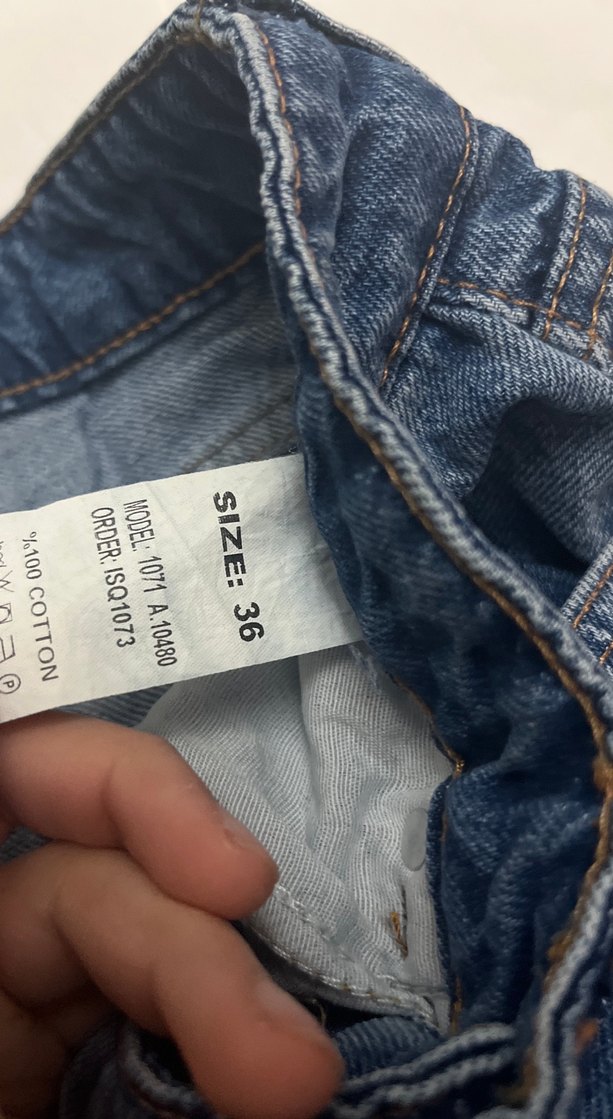 SIZE: 36
MODEL: 1071 A.10480
ORDER: ISQ1073
%100 COTTON
P